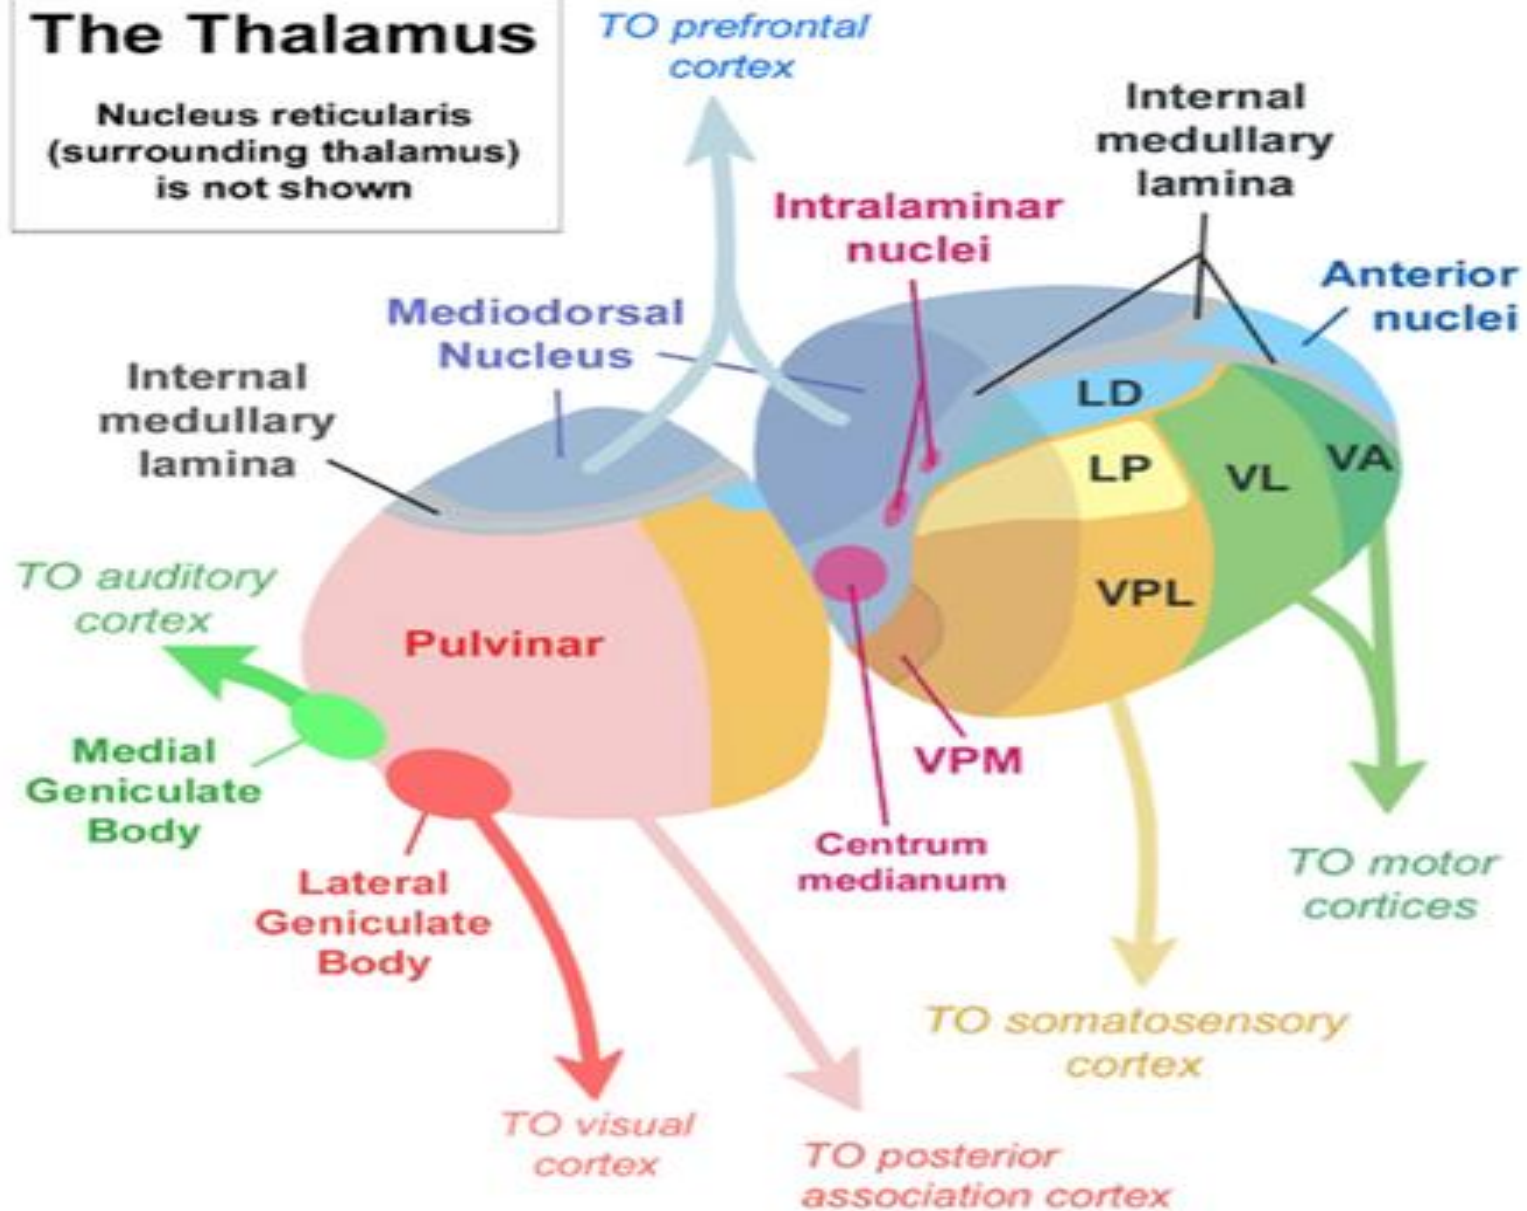 The Thalamus
Nucleus reticularis
(surrounding thalamus)
is not shown
TO prefrontal
cortex
Internal
medullary
lamina
Intralaminar
nuclei
Anterior
nuclei
Mediodorsal
Nucleus
Internal
medullary
lamina
LD
LP
VL
VA
TO auditory
cortex
VPL
Pulvinar
Medial
Geniculate
Body
VPM
Centrum
medianum
Lateral
Geniculate
Body
TO motor
cortices
TO somatosensory
cortex
TO visual
cortex
TO posterior
association cortex